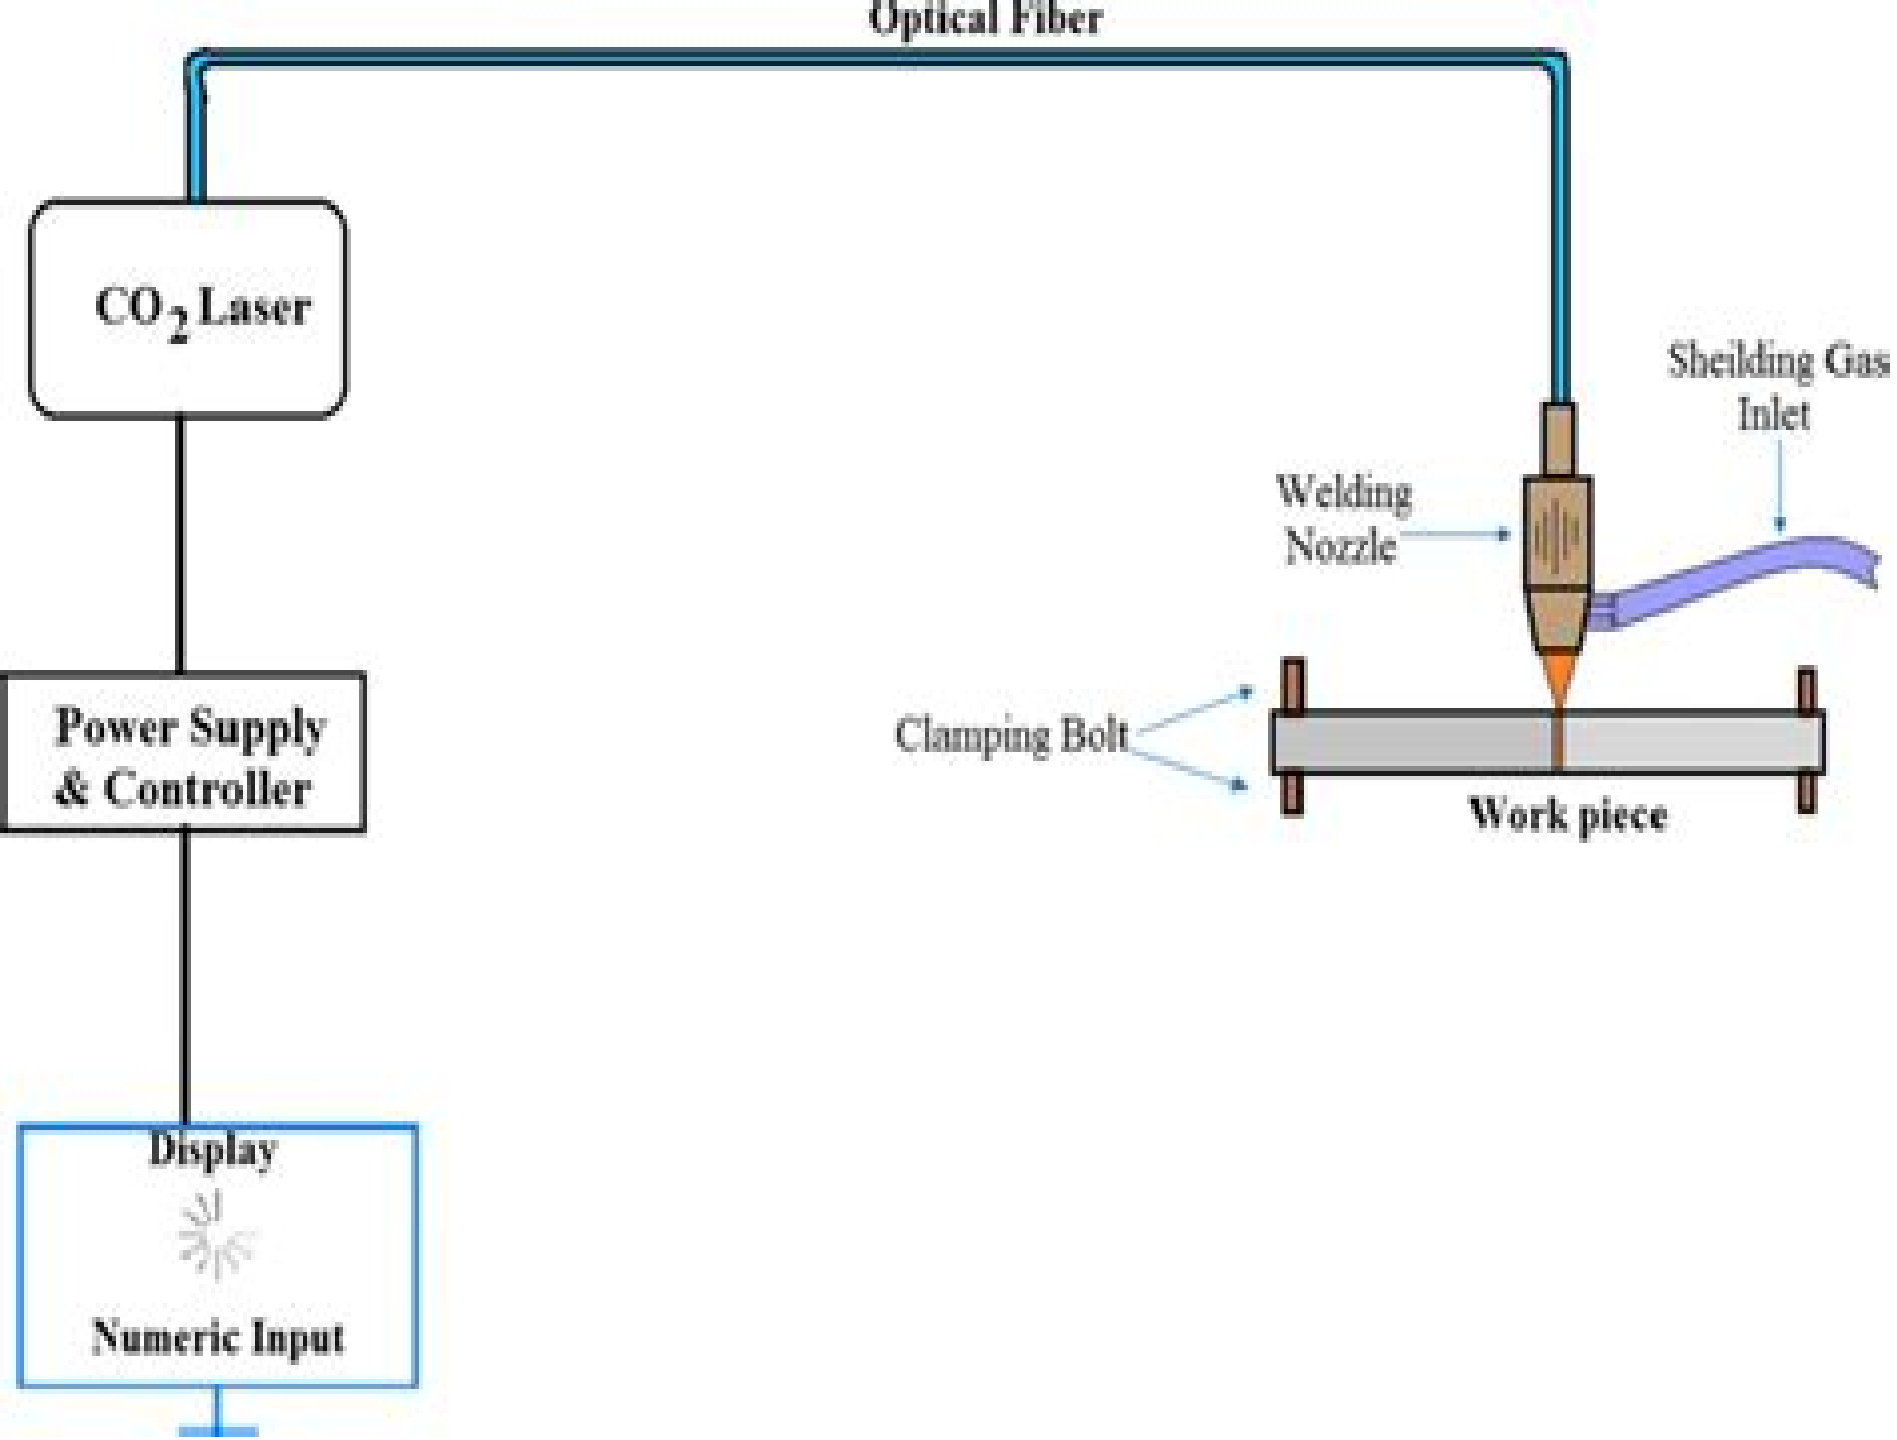 Optical Fiber
CO2 Laser
Sheilding Gas
Inlet
Welding
Nozzle
Power Supply
& Controller
Clamping Bolt
Work piece
Display
Numeric Input